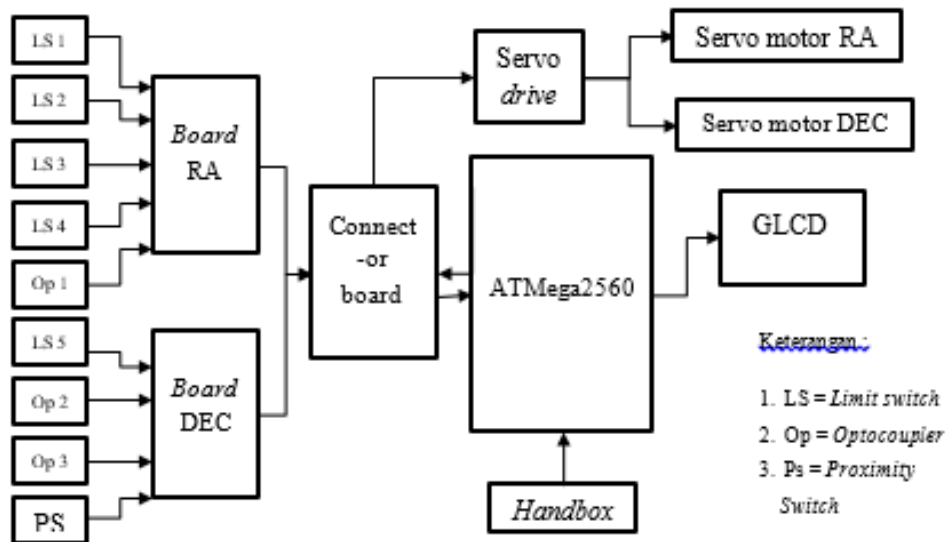 LS 1
LS 2
LS 3
LS 4
Op 1
LS 5
Op 2
Op 3
PS
Board
RA
Board
DEC
Connect
-or
board
Servo
drive
Servo motor RA
Servo motor DEC
ATMega2560
GLCD
Handbox
Keterangan :
1. LS = Limit switch
2. Op = Optocoupler
3. Ps = Proximity
Switch